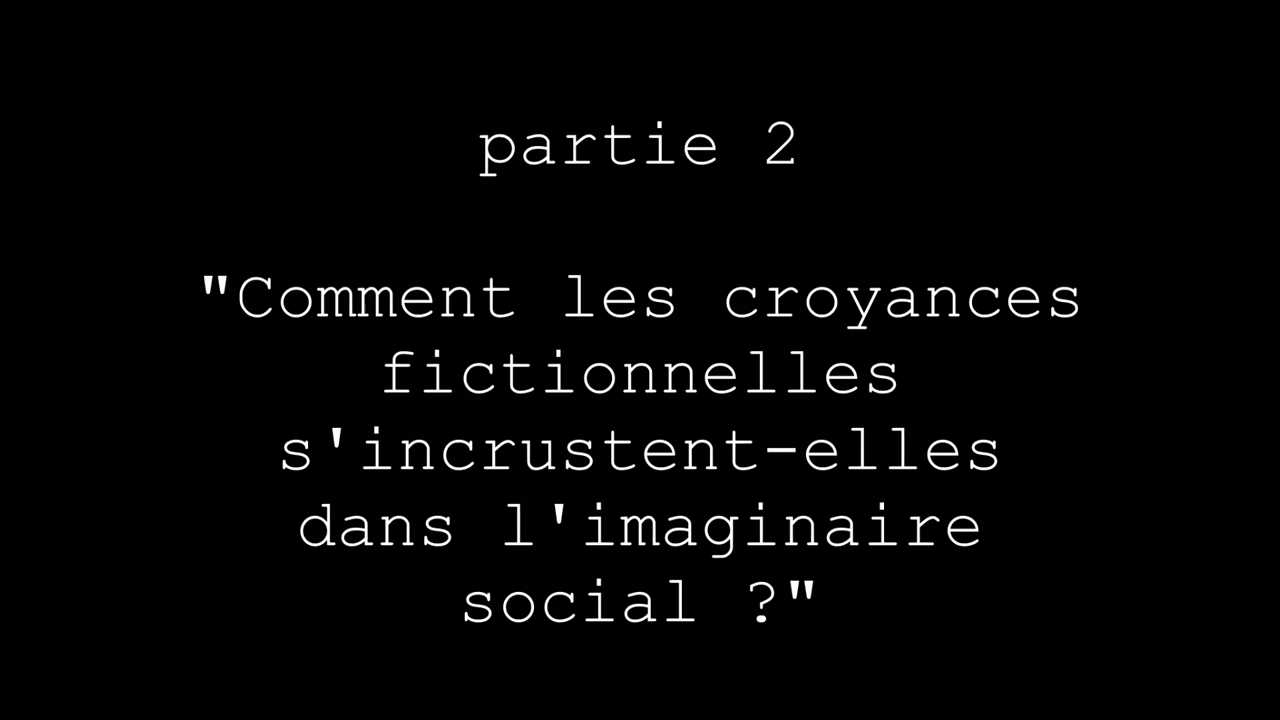 partie 2
"Comment les croyances
fictionnelles
s'incrustent-elles
dans l'imaginaire
social ?"